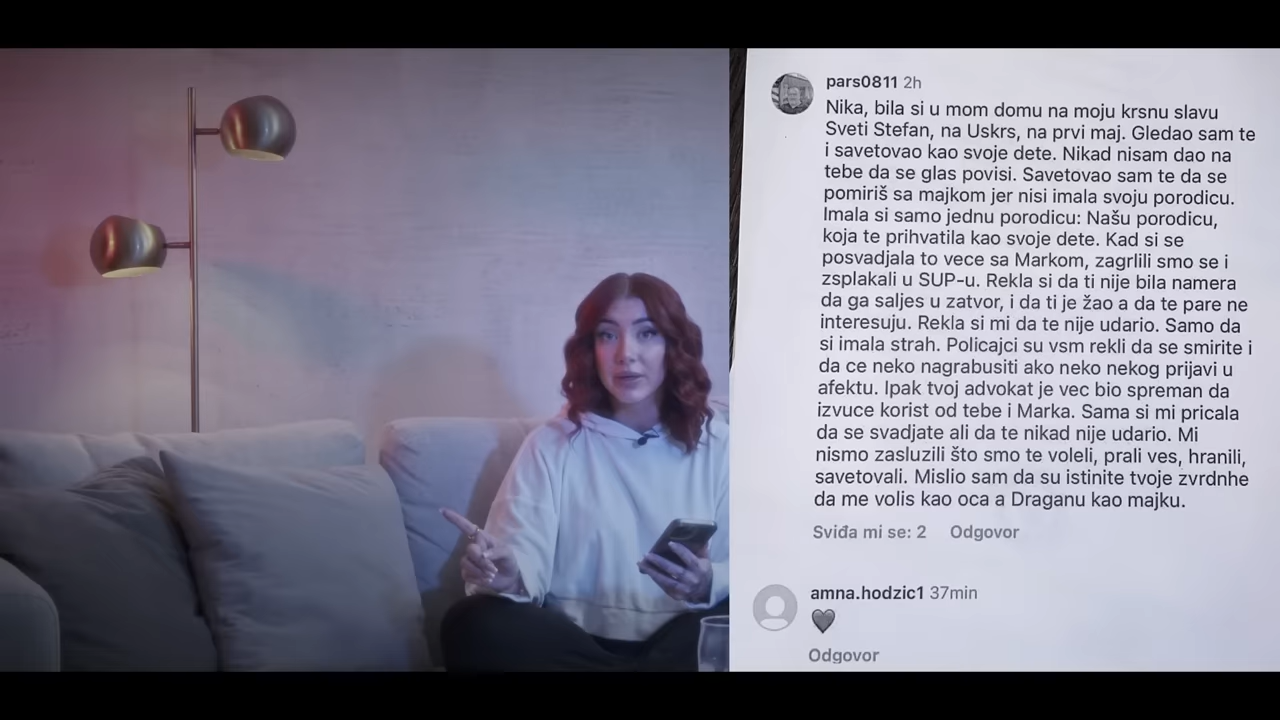 pars0811 2h
Nika, bila si u mom domu na moju krsnu slavu
Sveti Stefan, na Uskrs, na prvi maj. Gledao sam te
i savetovao kao svoje dete. Nikad nisam dao na
tebe da se glas povisi. Savetovao sam te da se
pomiriš sa majkom jer nisi imala svoju porodicu.
Imala si samo jednu porodicu: Našu porodicu,
koja te prihvatila kao svoje dete. Kad si se
posvadjala to vece sa Markom, zagrlili smo se i
zsplakali u SUP-u. Rekla si da ti nije bila namera
da ga saljes u zatvor, i da ti je žao a da te pare ne
interesuju. Rekla si mi da te nije udario. Samo da
si imala strah. Policajci su vsm rekli da se smirite i
da ce neko nagrabusiti ako neko nekog prijavi u
afektu. Ipak tvoj advokat je vec bio spreman da
izvuce korist od tebe i Marka. Sama si mi pricala
da se svadjate ali da te nikad nije udario. Mi
nismo zasluzili što smo te voleli, prali ves, hranili,
savetovali. Mislio sam da su istinite tvoje zvrdnhe
da me volis kao oca a Draganu kao majku.
Sviđa mi se: 2 Odgovor
amna.hodzic1 37min
Odgovor